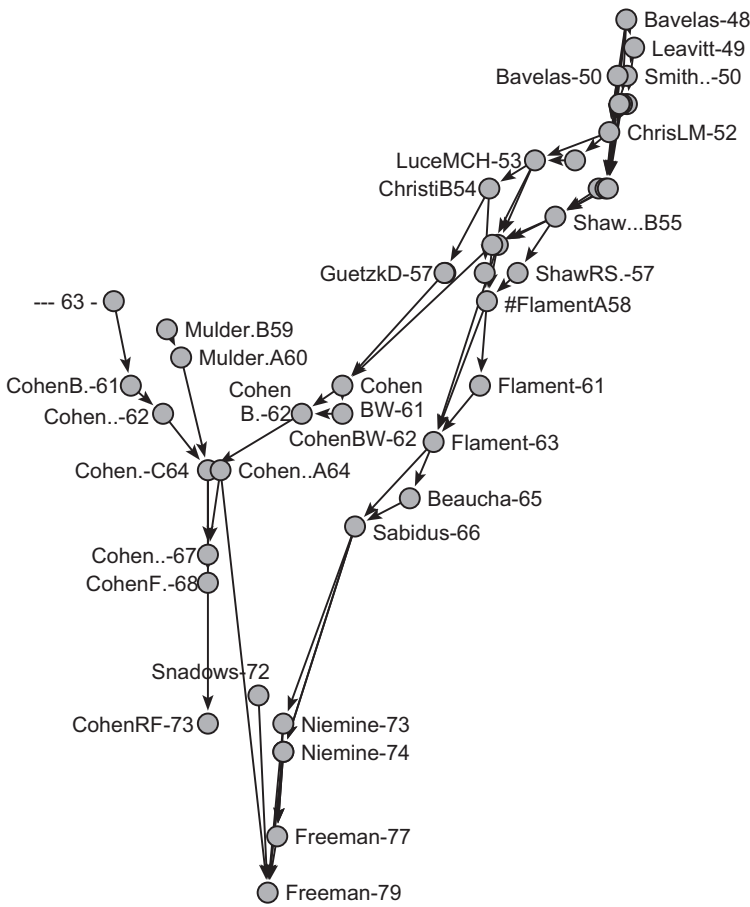 Bavelas-48
Leavitt-49
Bavelas-50
Smith..-50
ChrisLM-52
LuceMCH-53
ChristiB54
Shaw...B55
GuetzkD-57
ShawRS.-57
--- 63 -
#FlamentA58
Mulder.B59
Mulder.A60
CohenB.-61
Cohen
Cohen
Flament-61
Cohen..-62
B.-62
BW-61
CohenBW-62
Flament-63
Cohen.-C64
Cohen..A64
Beaucha-65
Sabidus-66
Cohen..-67
CohenF.-68
Snadows-72
CohenRF-73
Niemine-73
Niemine-74
Freeman-77
Freeman-79